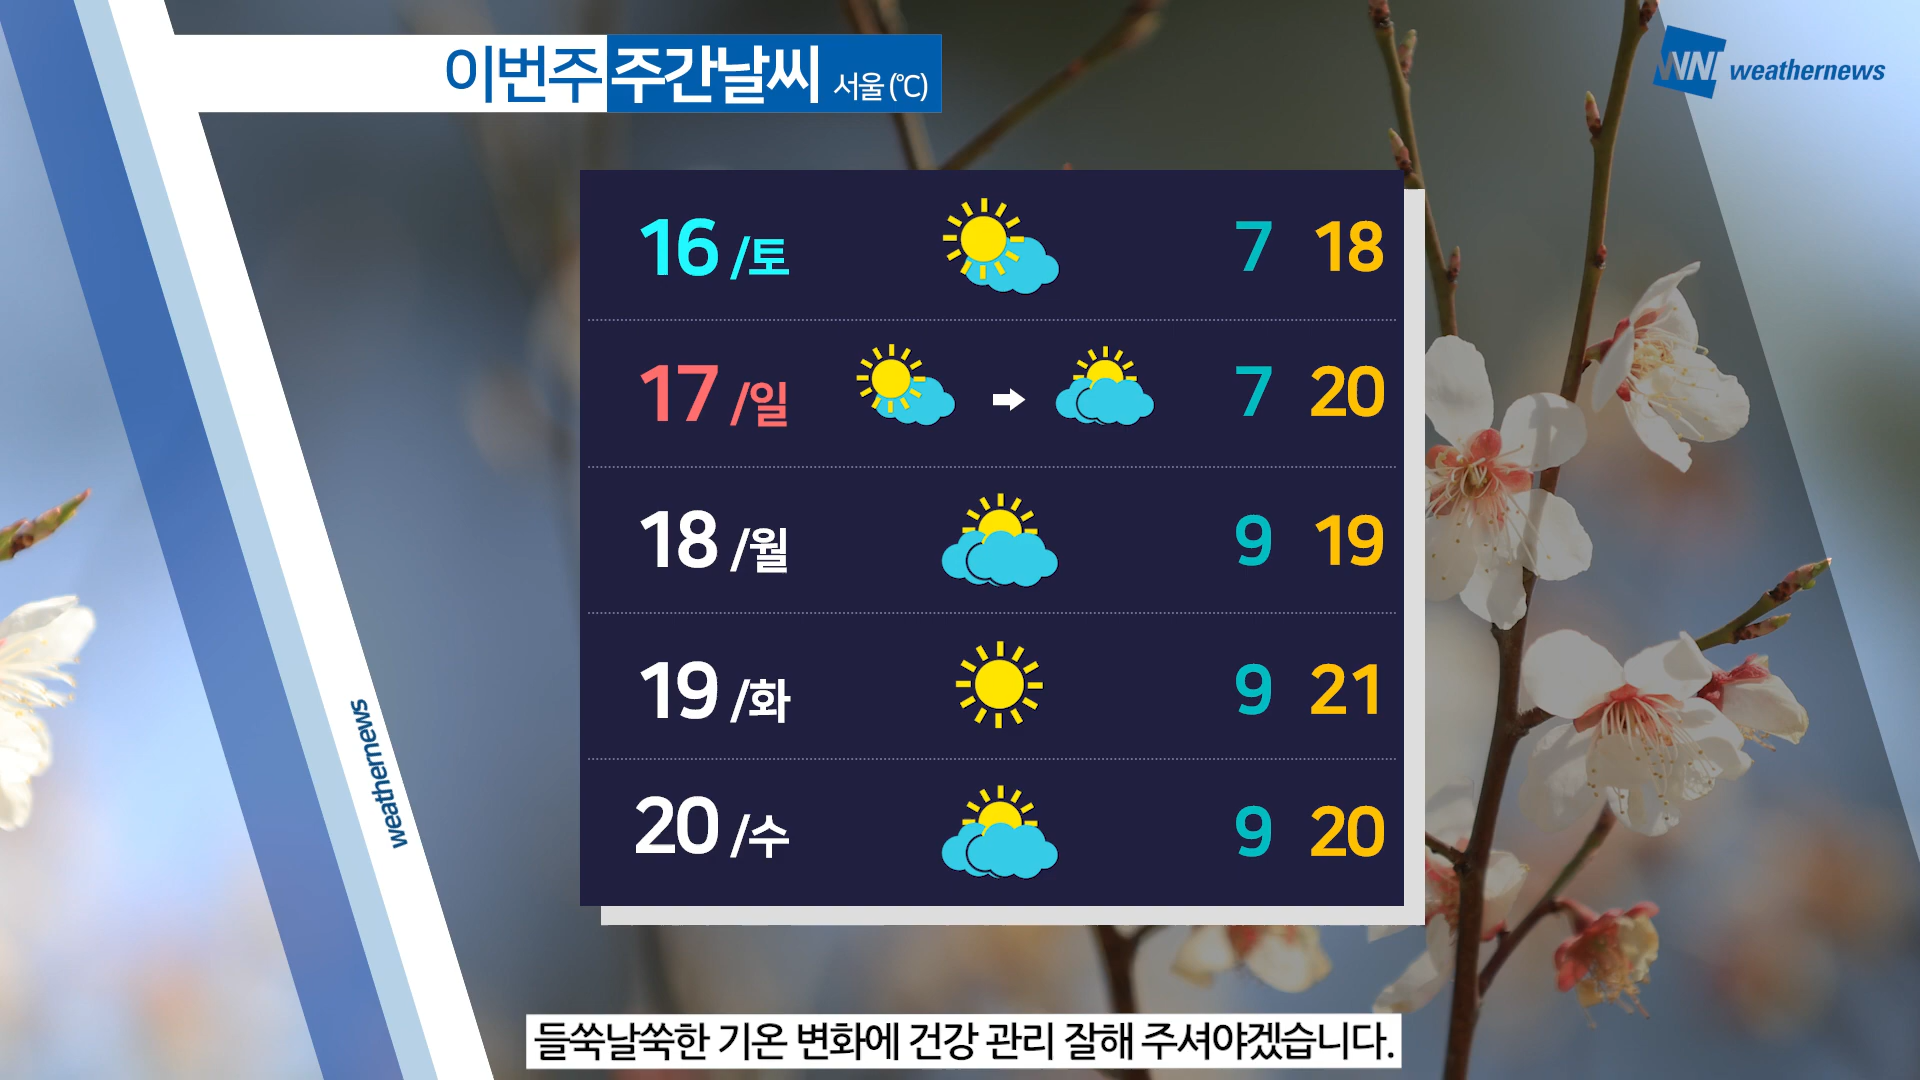 이번주 주간날씨 서울 (℃)
WNI weathernews
16 /토 7 18
17 /일 7 20
18 /월 9 19
19 /화 9 21
20 /수 9 20
weathernews
들쑥날쑥한 기온 변화에 건강 관리 잘해 주셔야겠습니다.